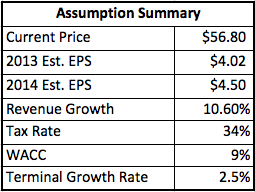 Assumption Summary
Current Price $56.80
2013 Est. EPS $4.02
2014 Est. EPS $4.50
Revenue Growth 10.60%
Tax Rate 34%
WACC 9%
Terminal Growth Rate 2.5%